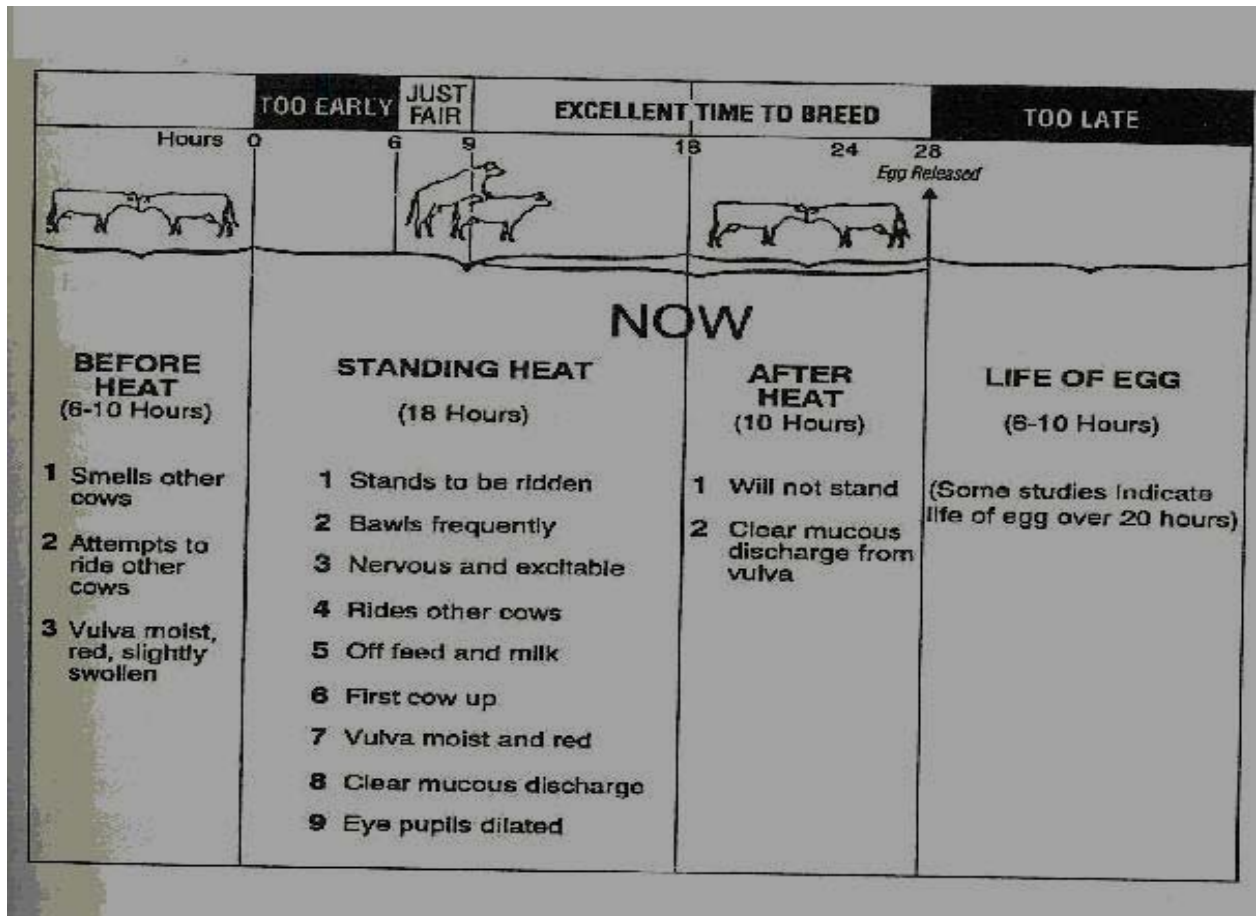 TOO EARLY
JUST
FAIR
EXCELLENT TIME TO BREED
TOO LATE
Hours 0 6 9 18 24 28
Egg Released
NOW
BEFORE
HEAT
(6-10 Hours)
1 Smells other
cows
2 Attempts to
ride other
cows
3 Vulva moist,
red, slightly
swollen
STANDING HEAT
(18 Hours)
1 Stands to be ridden
2 Bawls frequently
3 Nervous and excitable
4 Rides other cows
5 Off feed and milk
6 First cow up
7 Vulva moist and red
8 Clear mucous discharge
9 Eye pupils dilated
AFTER
HEAT
(10 Hours)
1 Will not stand
2 Clear mucous
discharge from
vulva
LIFE OF EGG
(6-10 Hours)
(Some studies indicate
life of egg over 20 hours)